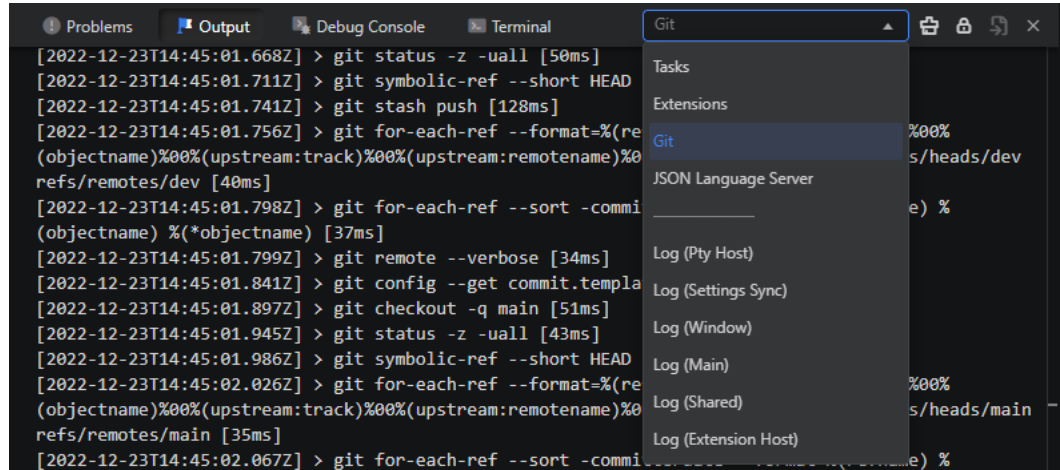 Problems Output Debug Console Terminal Git
[2022-12-23T14:45:01.668Z] > git status -z -uall [50ms]
[2022-12-23T14:45:01.711Z] > git symbolic-ref --short HEAD
[2022-12-23T14:45:01.741Z] > git stash push [128ms]
[2022-12-23T14:45:01.756Z] > git for-each-ref --format=%(re %00%
(objectname)%00%(upstream:track)%00%(upstream:remotename)%0 s/heads/dev
refs/remotes/dev [40ms]
[2022-12-23T14:45:01.798Z] > git for-each-ref --sort -commi e) %
(objectname) %(*objectname) [37ms]
[2022-12-23T14:45:01.799Z] > git remote --verbose [34ms]
[2022-12-23T14:45:01.841Z] > git config --get commit.templa
[2022-12-23T14:45:01.897Z] > git checkout -q main [51ms]
[2022-12-23T14:45:01.945Z] > git status -z -uall [43ms]
[2022-12-23T14:45:01.986Z] > git symbolic-ref --short HEAD
[2022-12-23T14:45:02.026Z] > git for-each-ref --format=%(re %00%
(objectname)%00%(upstream:track)%00%(upstream:remotename)%0 s/heads/main
refs/remotes/main [35ms]
[2022-12-23T14:45:02.067Z] > git for-each-ref --sort -commi e) %
Tasks
Extensions
Git
JSON Language Server
Log (Pty Host)
Log (Settings Sync)
Log (Window)
Log (Main)
Log (Shared)
Log (Extension Host)